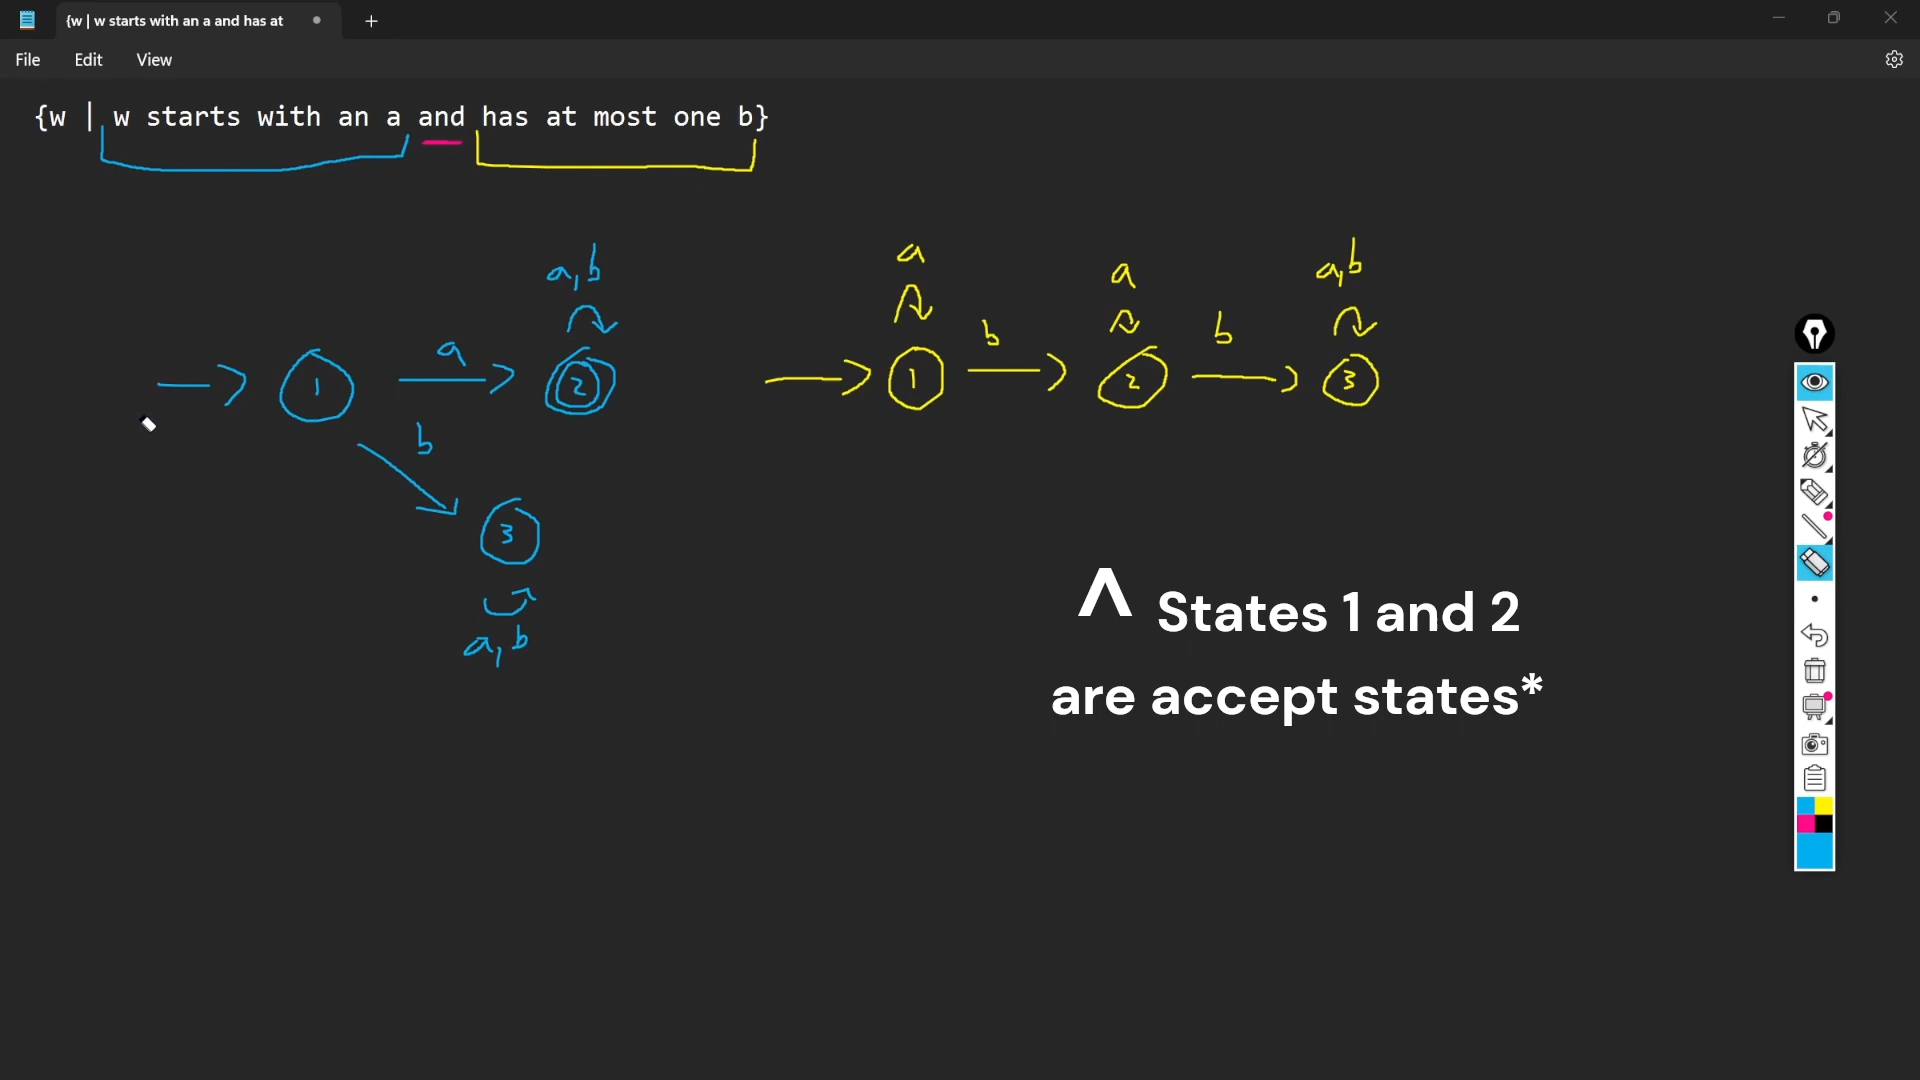 {w | w starts with an a and has at
File Edit View
{w | w starts with an a and has at most one b}
a,b
a
a
a,b
a
b
b
1
2
1
2
3
b
3
a,b
^ States 1 and 2
are accept states*